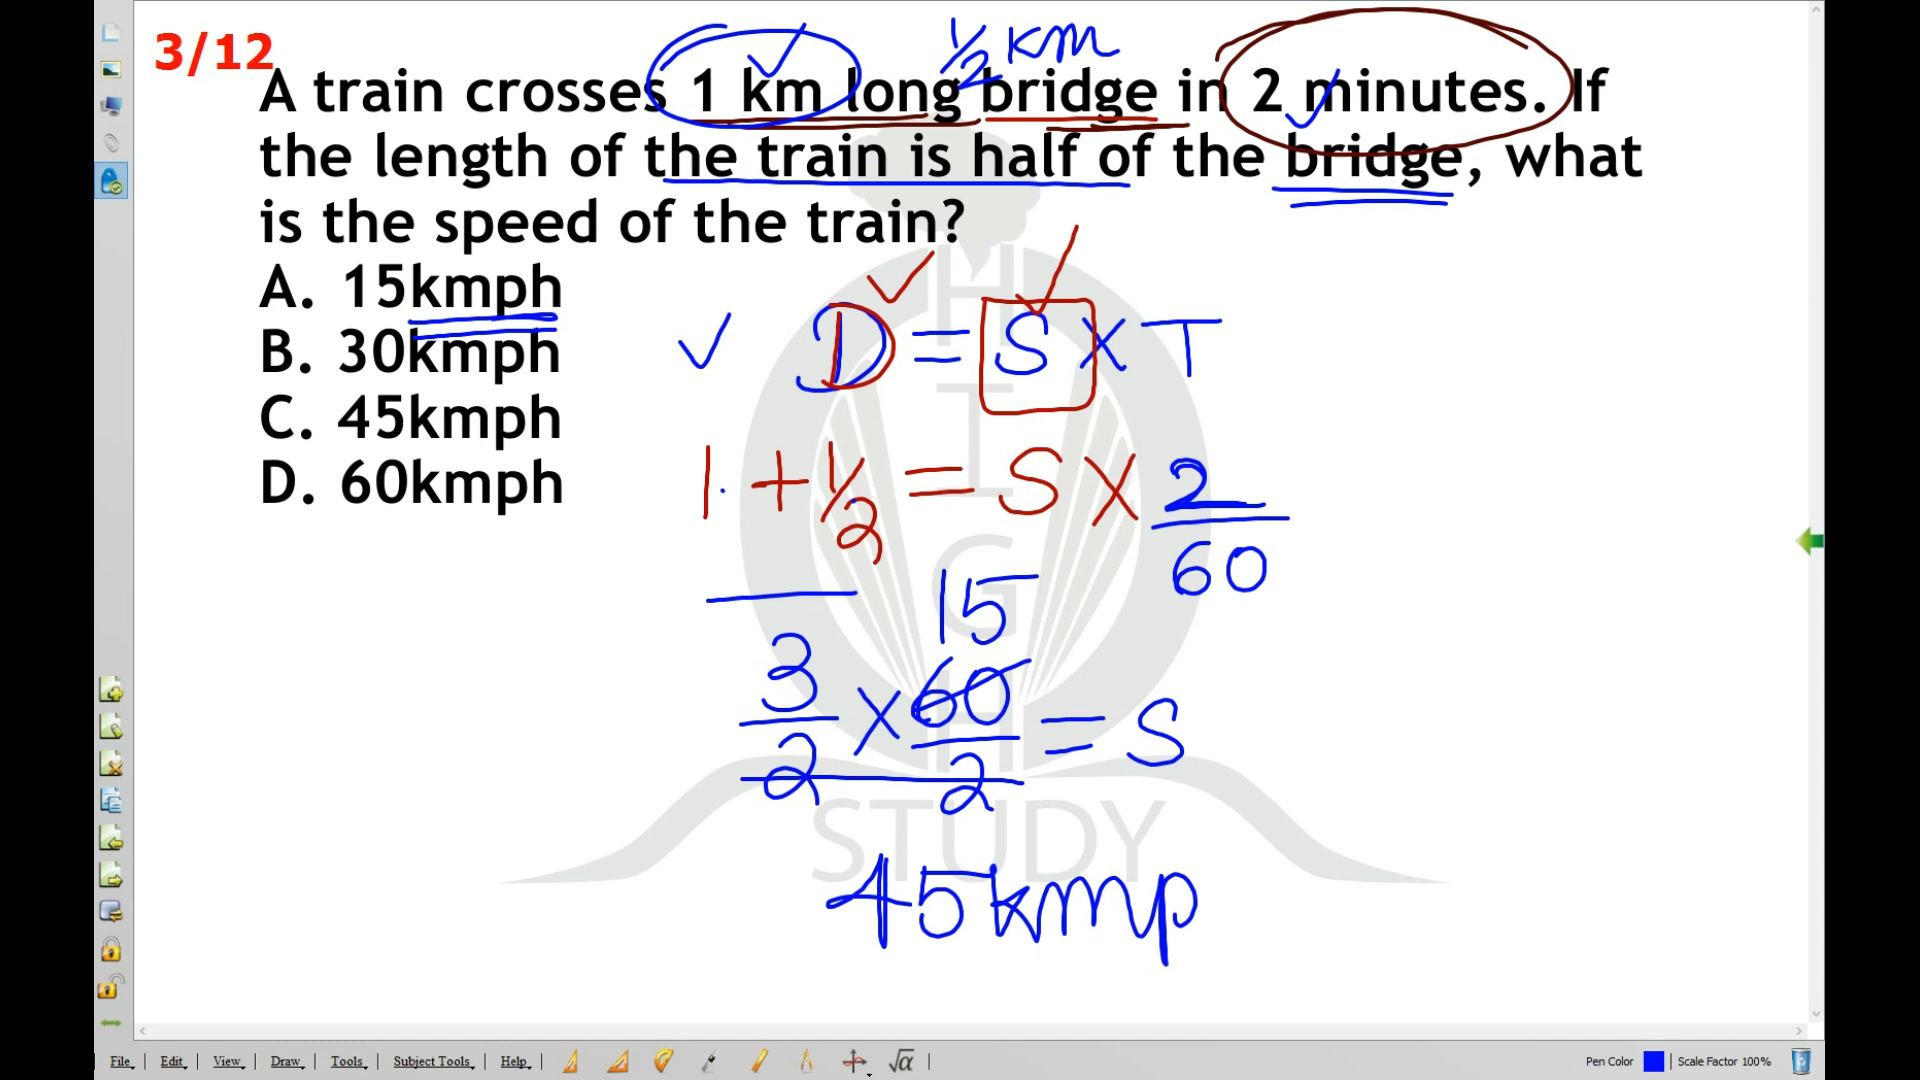 3/12
1/2 km
A train crosses 1 km long bridge in 2 minutes. If
the length of the train is half of the bridge, what
is the speed of the train?
A. 15kmph
B. 30kmph
C. 45kmph
D. 60kmph
D = S X T
1 + 1/2 = S X 2/60
15
3/2 X 60/2 = S
45kmp
HIGH
STUDY
File Edit View Draw Tools Subject Tools Help
√α
Pen Color Scale Factor 100%